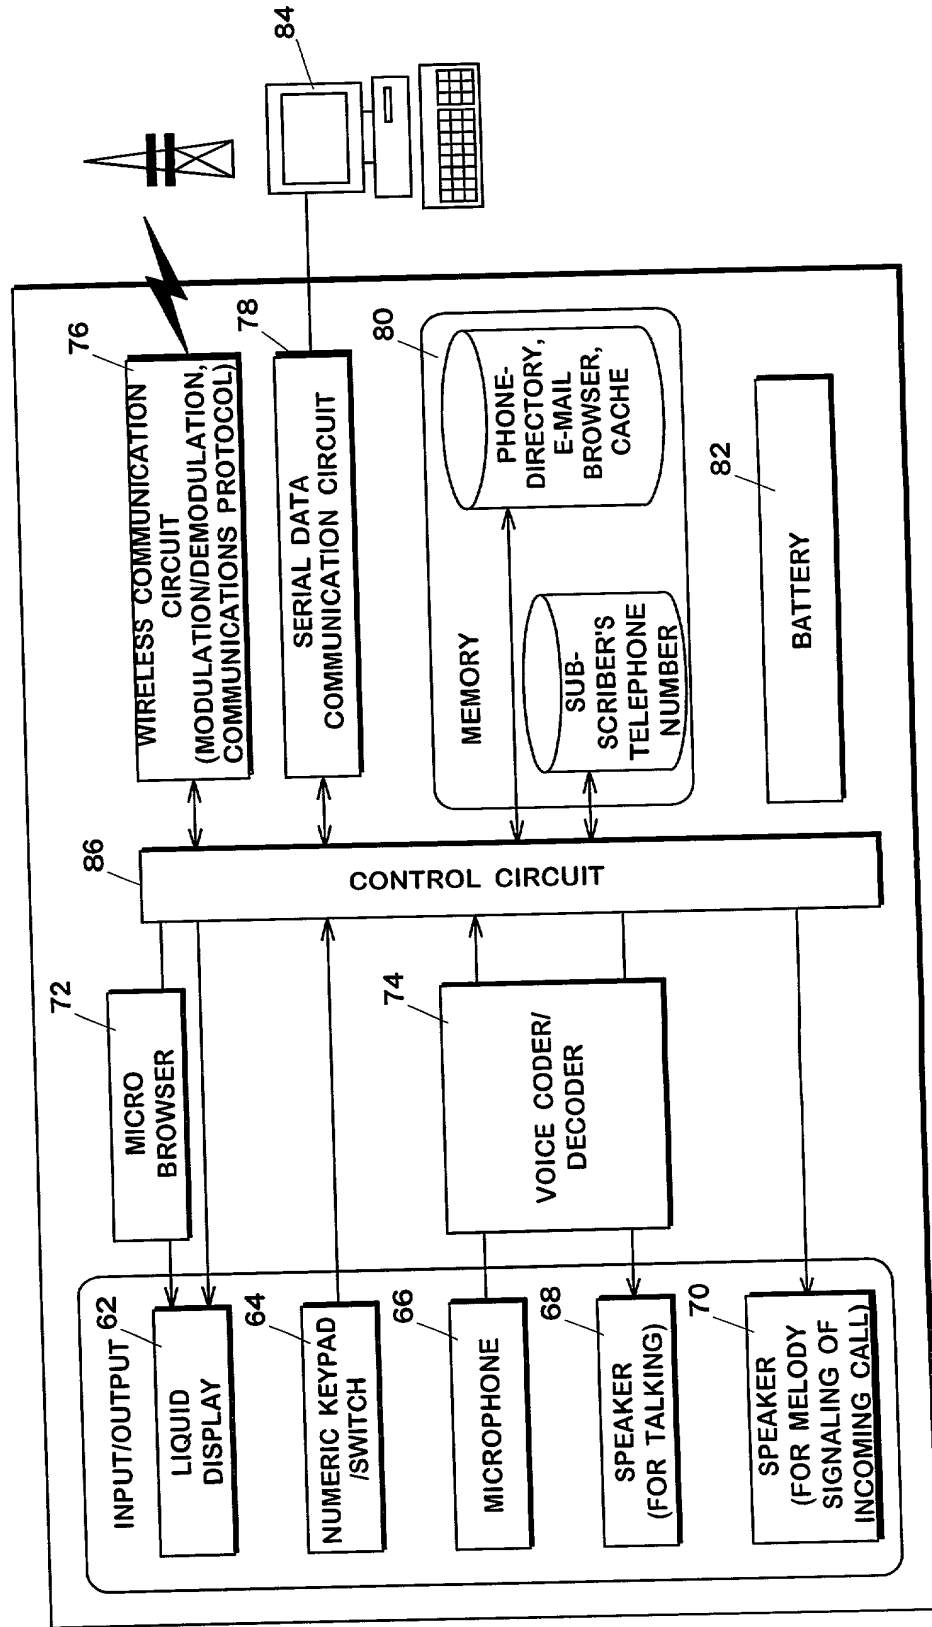 INPUT/OUTPUT
62
LIQUID
DISPLAY
64
NUMERIC KEYPAD
/SWITCH
66
MICROPHONE
68
SPEAKER
(FOR TALKING)
70
SPEAKER
(FOR MELODY
SIGNALING OF
INCOMING CALL)
72
MICRO
BROWSER
74
VOICE CODER/
DECODER
86
CONTROL CIRCUIT
76
WIRELESS COMMUNICATION
CIRCUIT
(MODULATION/DEMODULATION,
COMMUNICATIONS PROTOCOL)
78
SERIAL DATA
COMMUNICATION CIRCUIT
80
MEMORY
PHONE-
DIRECTORY,
E-MAIL
BROWSER,
CACHE
SUB-
SCRIBER'S
TELEPHONE
NUMBER
82
BATTERY
84